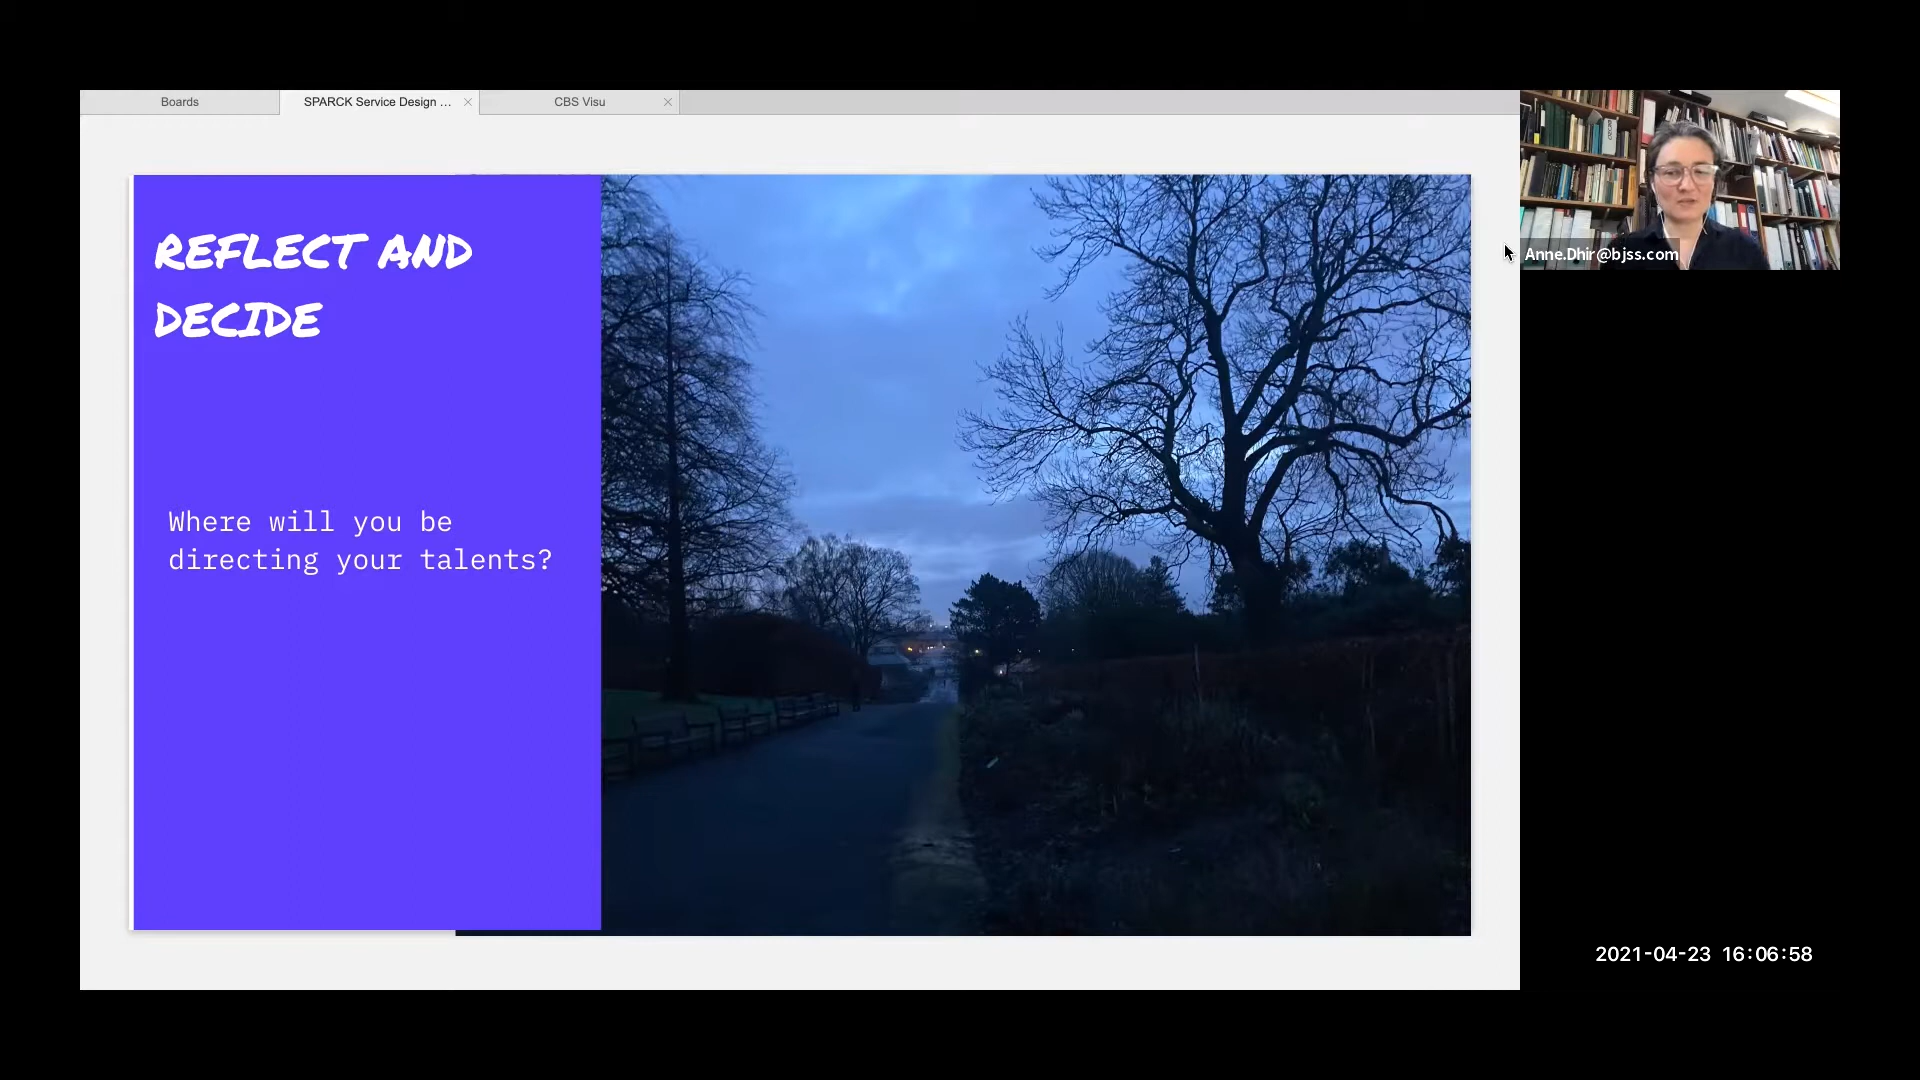 Boards
SPARCK Service Design ...
CBS Visu
REFLECT AND
DECIDE
Where will you be
directing your talents?
Anne.Dhir@bjss.com
2021-04-23 16:06:58